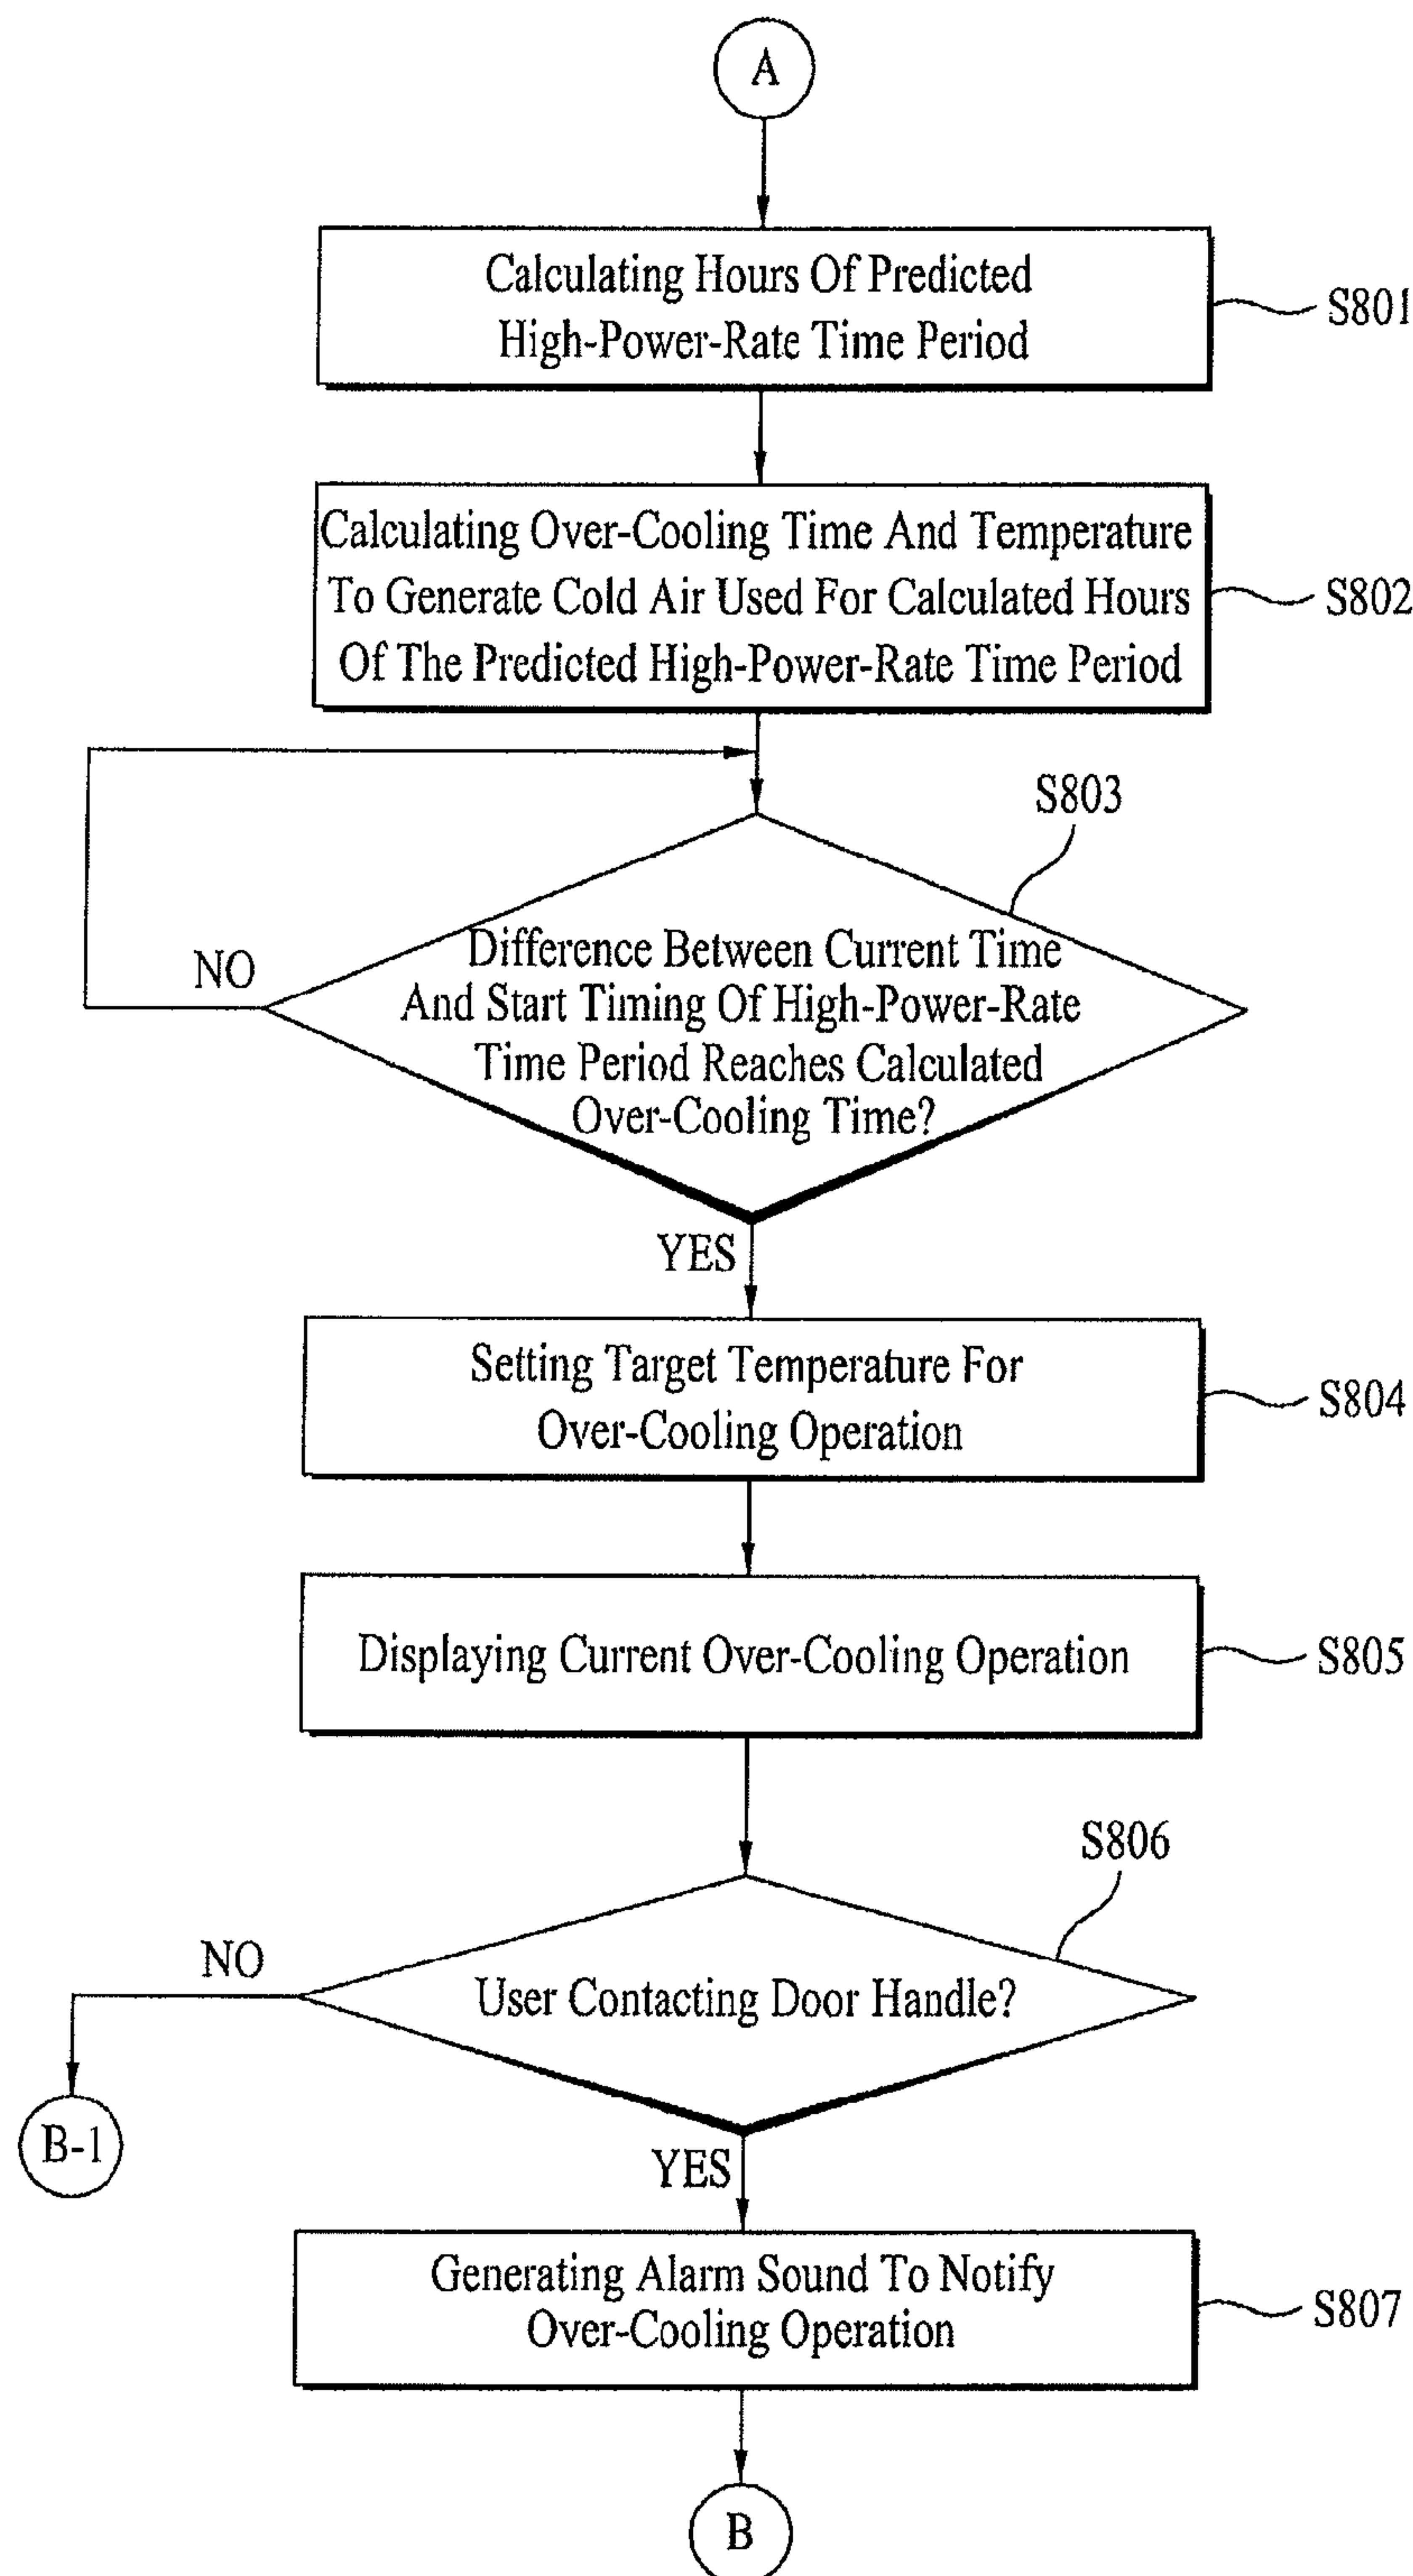 A
Calculating Hours Of Predicted
High-Power-Rate Time Period
S801
Calculating Over-Cooling Time And Temperature
To Generate Cold Air Used For Calculated Hours
Of The Predicted High-Power-Rate Time Period
S802
S803
Difference Between Current Time
And Start Timing Of High-Power-Rate
Time Period Reaches Calculated
Over-Cooling Time?
NO
YES
Setting Target Temperature For
Over-Cooling Operation
S804
Displaying Current Over-Cooling Operation
S805
S806
User Contacting Door Handle?
NO
B-1
YES
Generating Alarm Sound To Notify
Over-Cooling Operation
S807
B